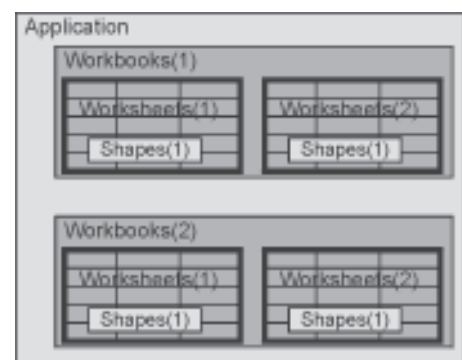 Application
Workbooks(1)
Worksheets(1) Worksheets(2)
Shapes(1) Shapes(1)
Workbooks(2)
Worksheets(1) Worksheets(2)
Shapes(1) Shapes(1)